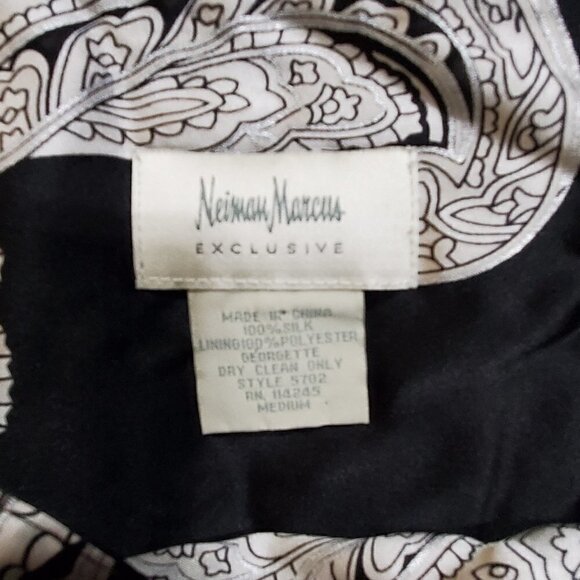 Neiman Marcus
EXCLUSIVE
MADE IN CHINA
100%SILK
LINING100%POLYESTER
GEORGETTE
DRY CLEAN ONLY
STYLE 5702
RN. 114245
MEDIUM